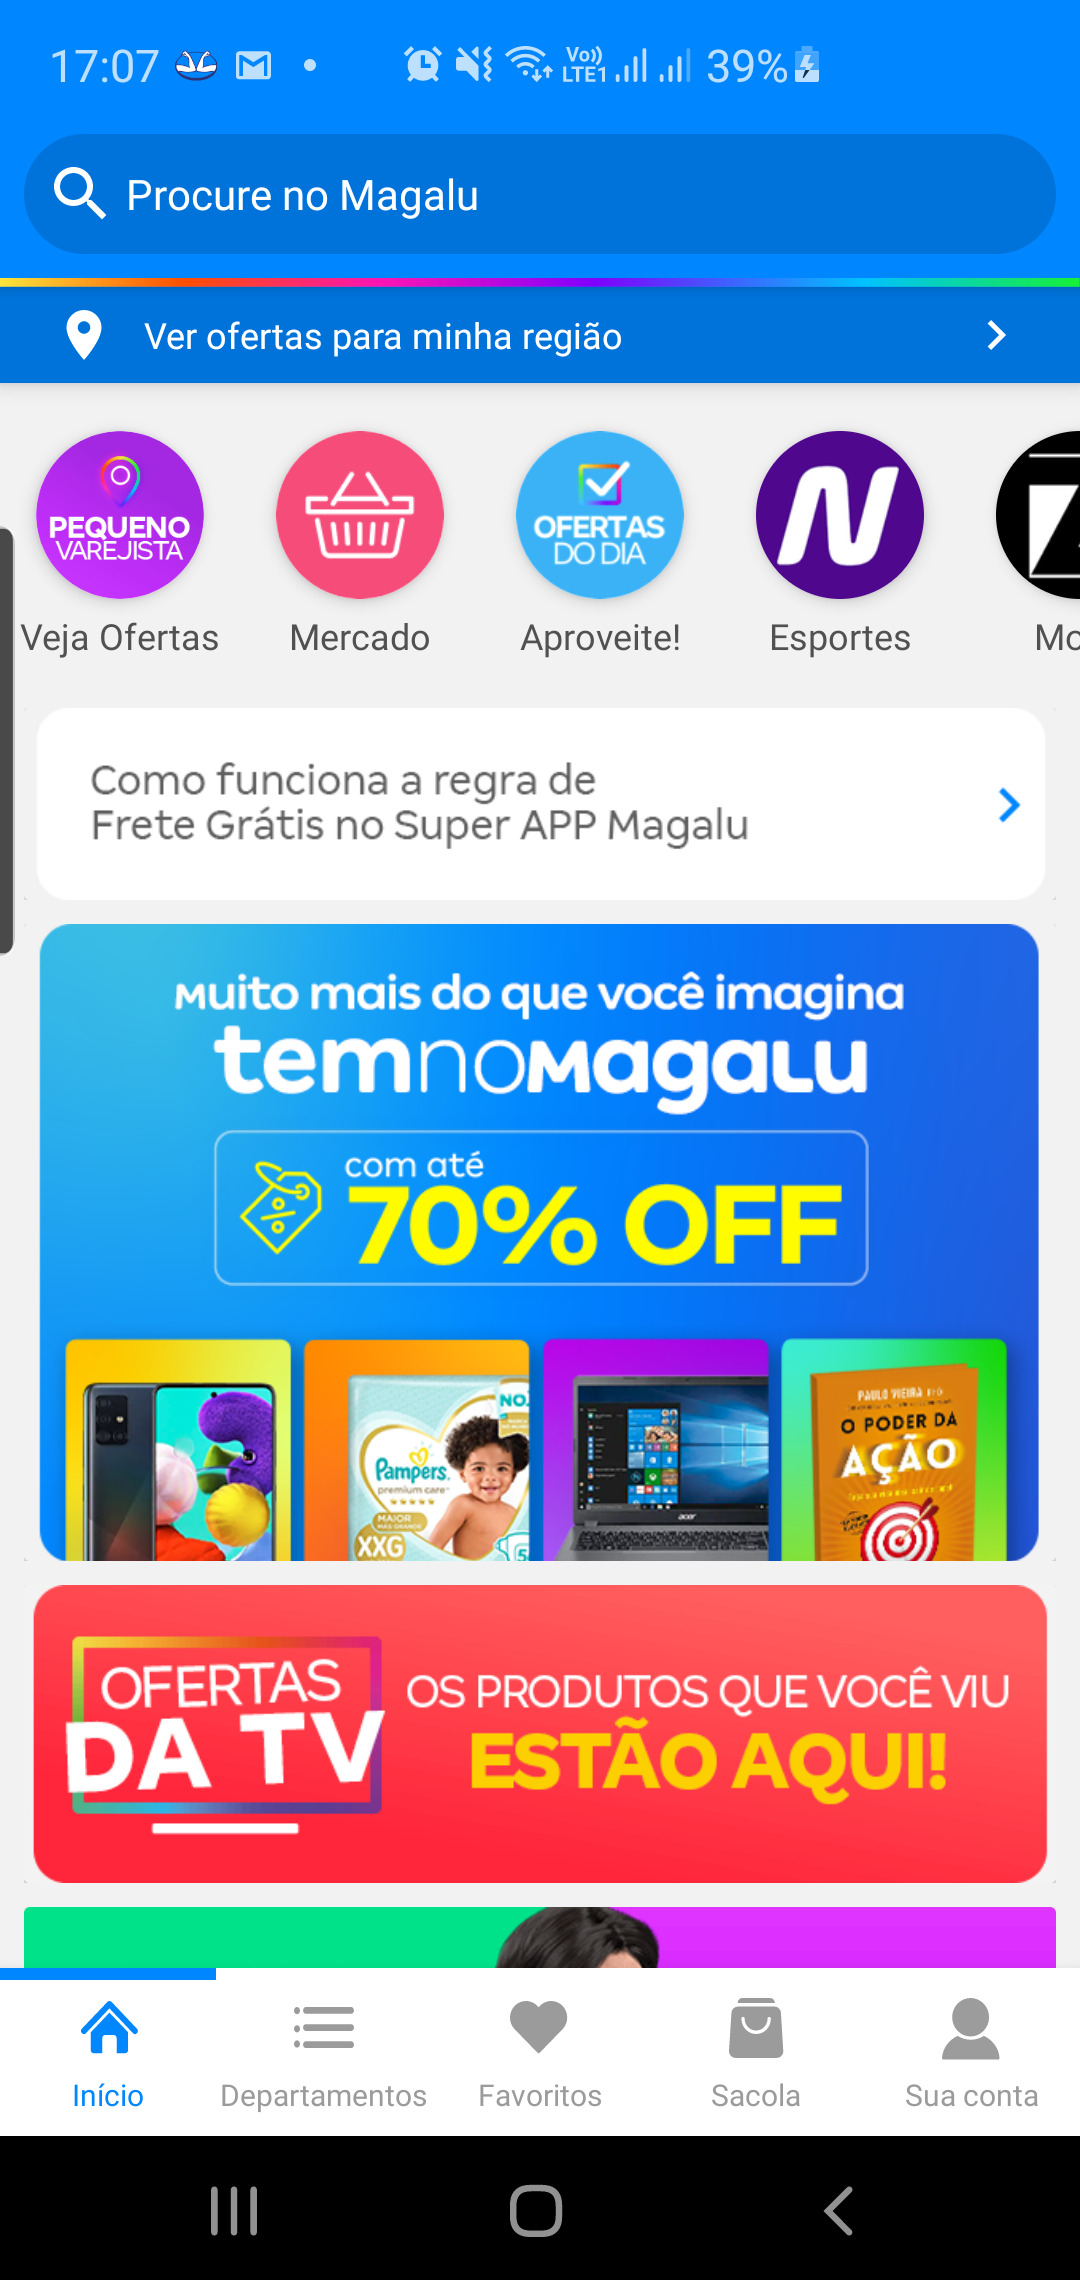 17:07
Vo))
LTE1
39%
Procure no Magalu
Ver ofertas para minha região
PEQUENO
VAREJISTA
OFERTAS
DO DIA
N
Veja Ofertas
Mercado
Aproveite!
Esportes
Mo
Como funciona a regra de
Frete Grátis no Super APP Magalu
Muito mais do que você imagina
temnomagalu
com até
70% OFF
Pampers.
premium care
MAIOR
XXG
acer
PAULO VIEIRA
O PODER DA
AÇÃO
OFERTAS
DA TV
OS PRODUTOS QUE VOCÊ VIU
ESTÃO AQUI!
Início
Departamentos
Favoritos
Sacola
Sua conta